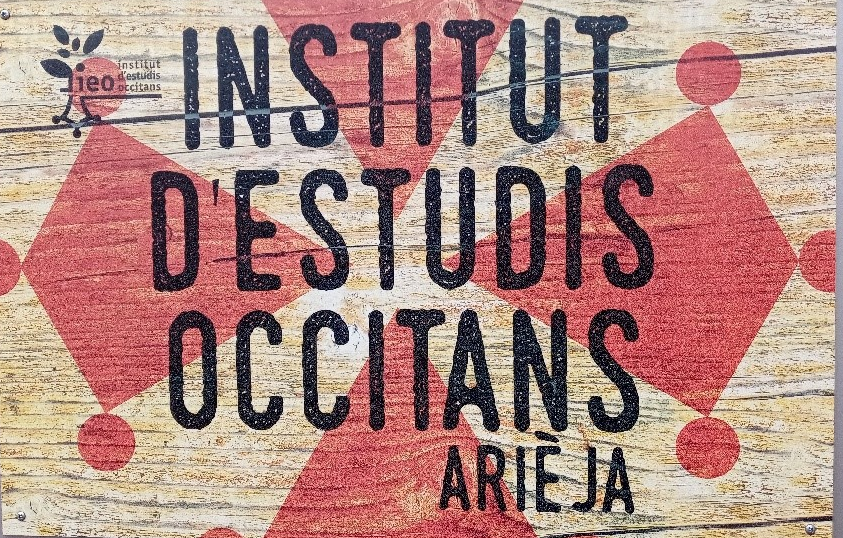 INSTITUT
D'ESTUDIS
OCCITANS
ARIÈJA
ieo
institut
d'estudis
occitans